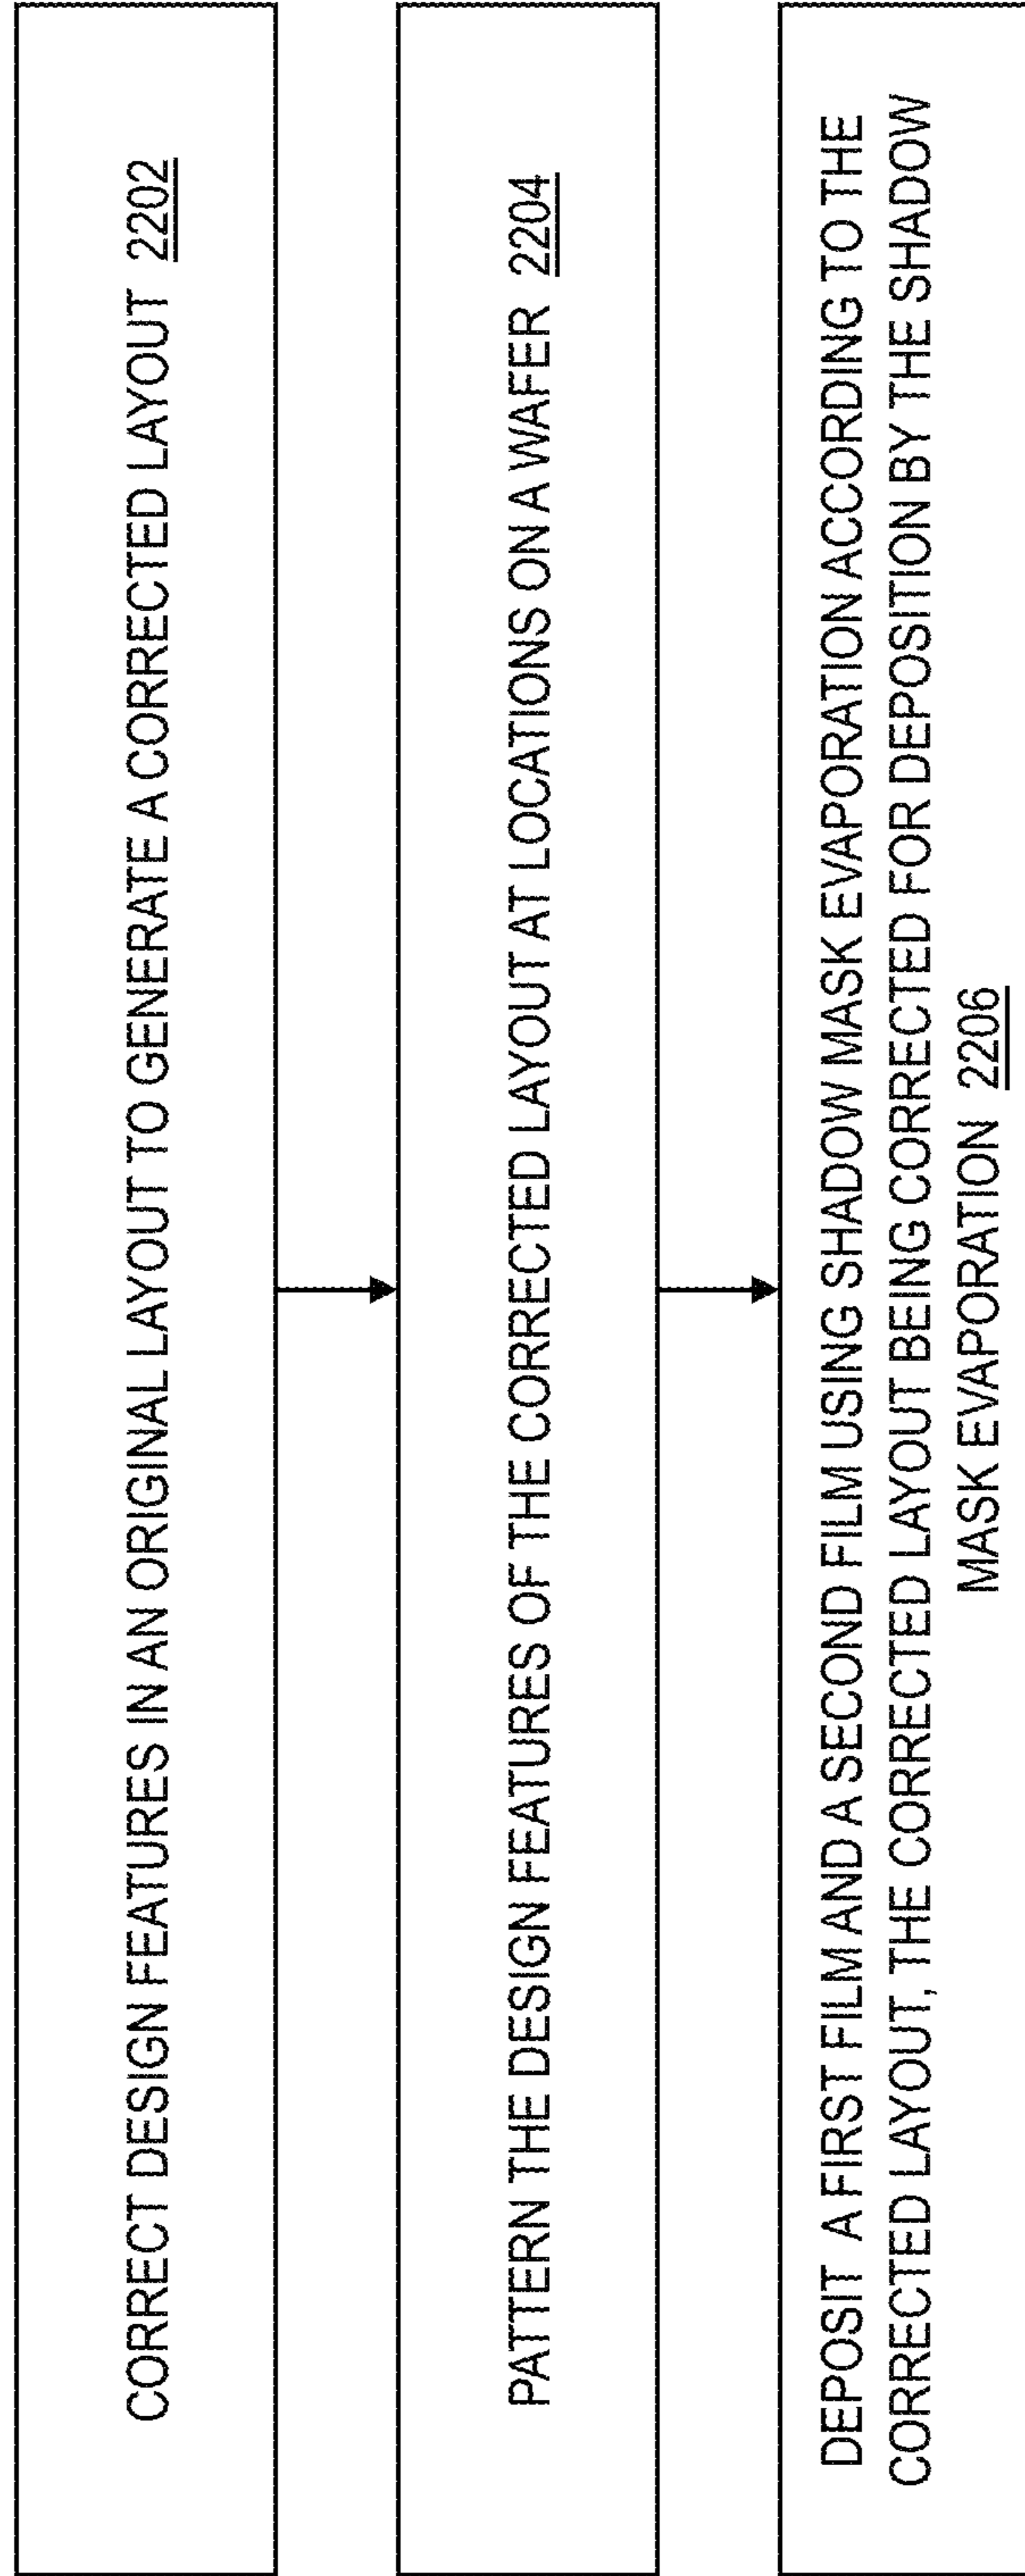 CORRECT DESIGN FEATURES IN AN ORIGINAL LAYOUT TO GENERATE A CORRECTED LAYOUT 2202
PATTERN THE DESIGN FEATURES OF THE CORRECTED LAYOUT AT LOCATIONS ON A WAFER 2204
DEPOSIT A FIRST FILM AND A SECOND FILM USING SHADOW MASK EVAPORATION ACCORDING TO THE
CORRECTED LAYOUT, THE CORRECTED LAYOUT BEING CORRECTED FOR DEPOSITION BY THE SHADOW
MASK EVAPORATION 2206